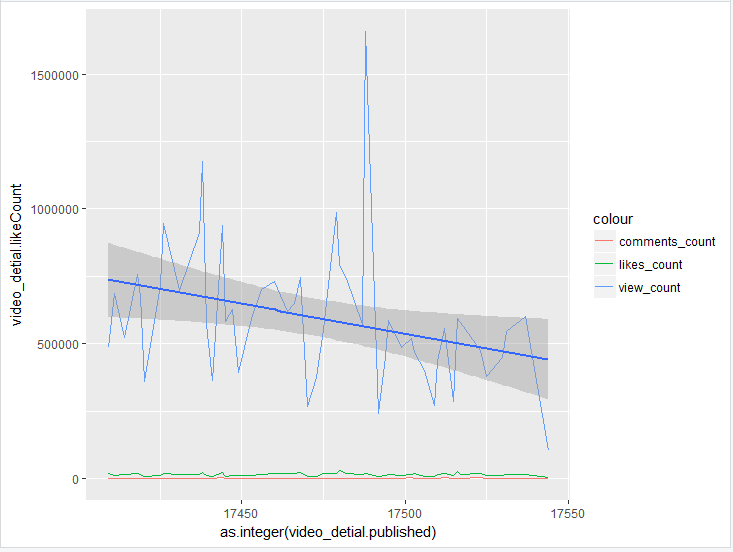 1500000
1000000
500000
0
video_detial.likeCount
17450
17500
17550
as.integer(video_detial.published)
colour
comments_count
likes_count
view_count